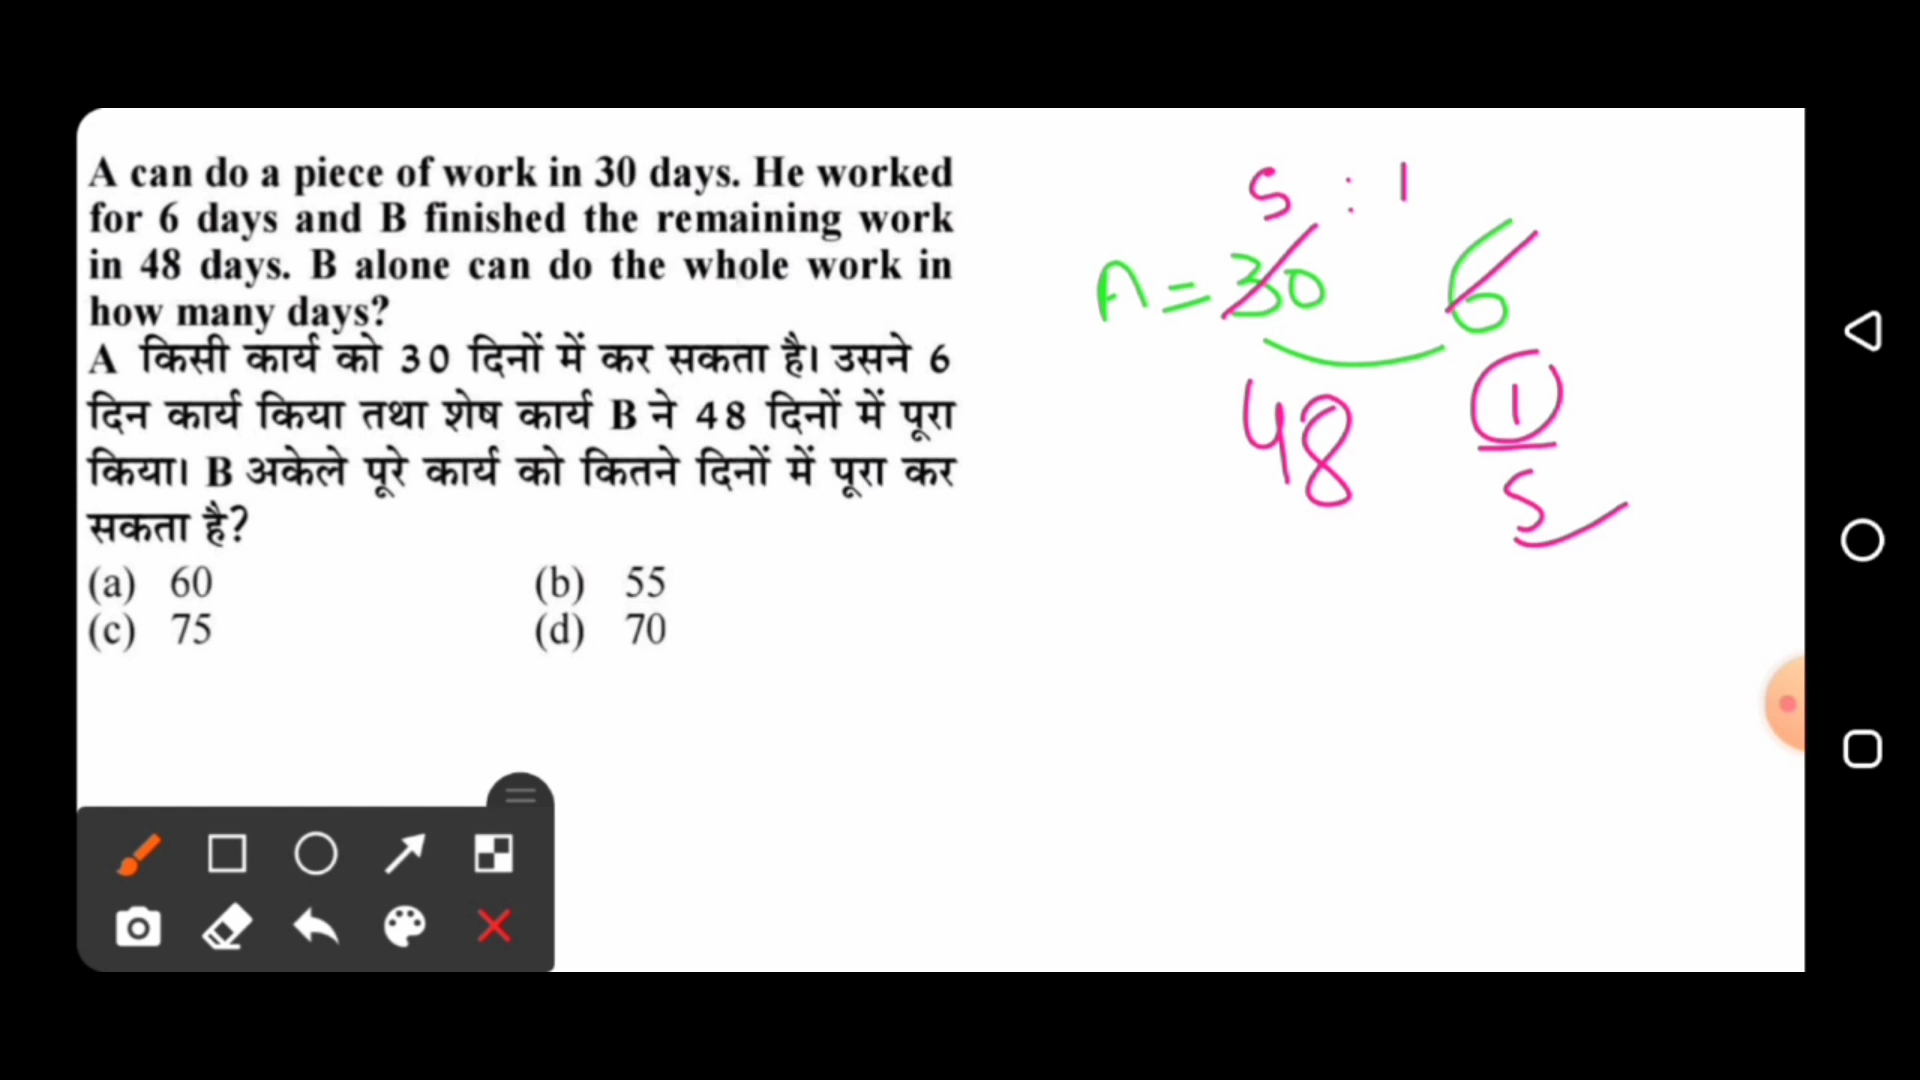 A can do a piece of work in 30 days. He worked
for 6 days and B finished the remaining work
in 48 days. B alone can do the whole work in
how many days?
A किसी कार्य को 30 दिनों में कर सकता है। उसने 6
दिन कार्य किया तथा शेष कार्य B ने 48 दिनों में पूरा
किया। B अकेले पूरे कार्य को कितने दिनों में पूरा कर
सकता है?
(a) 60 (b) 55
(c) 75 (d) 70
5 : 1
A = 30 6
48 1
5